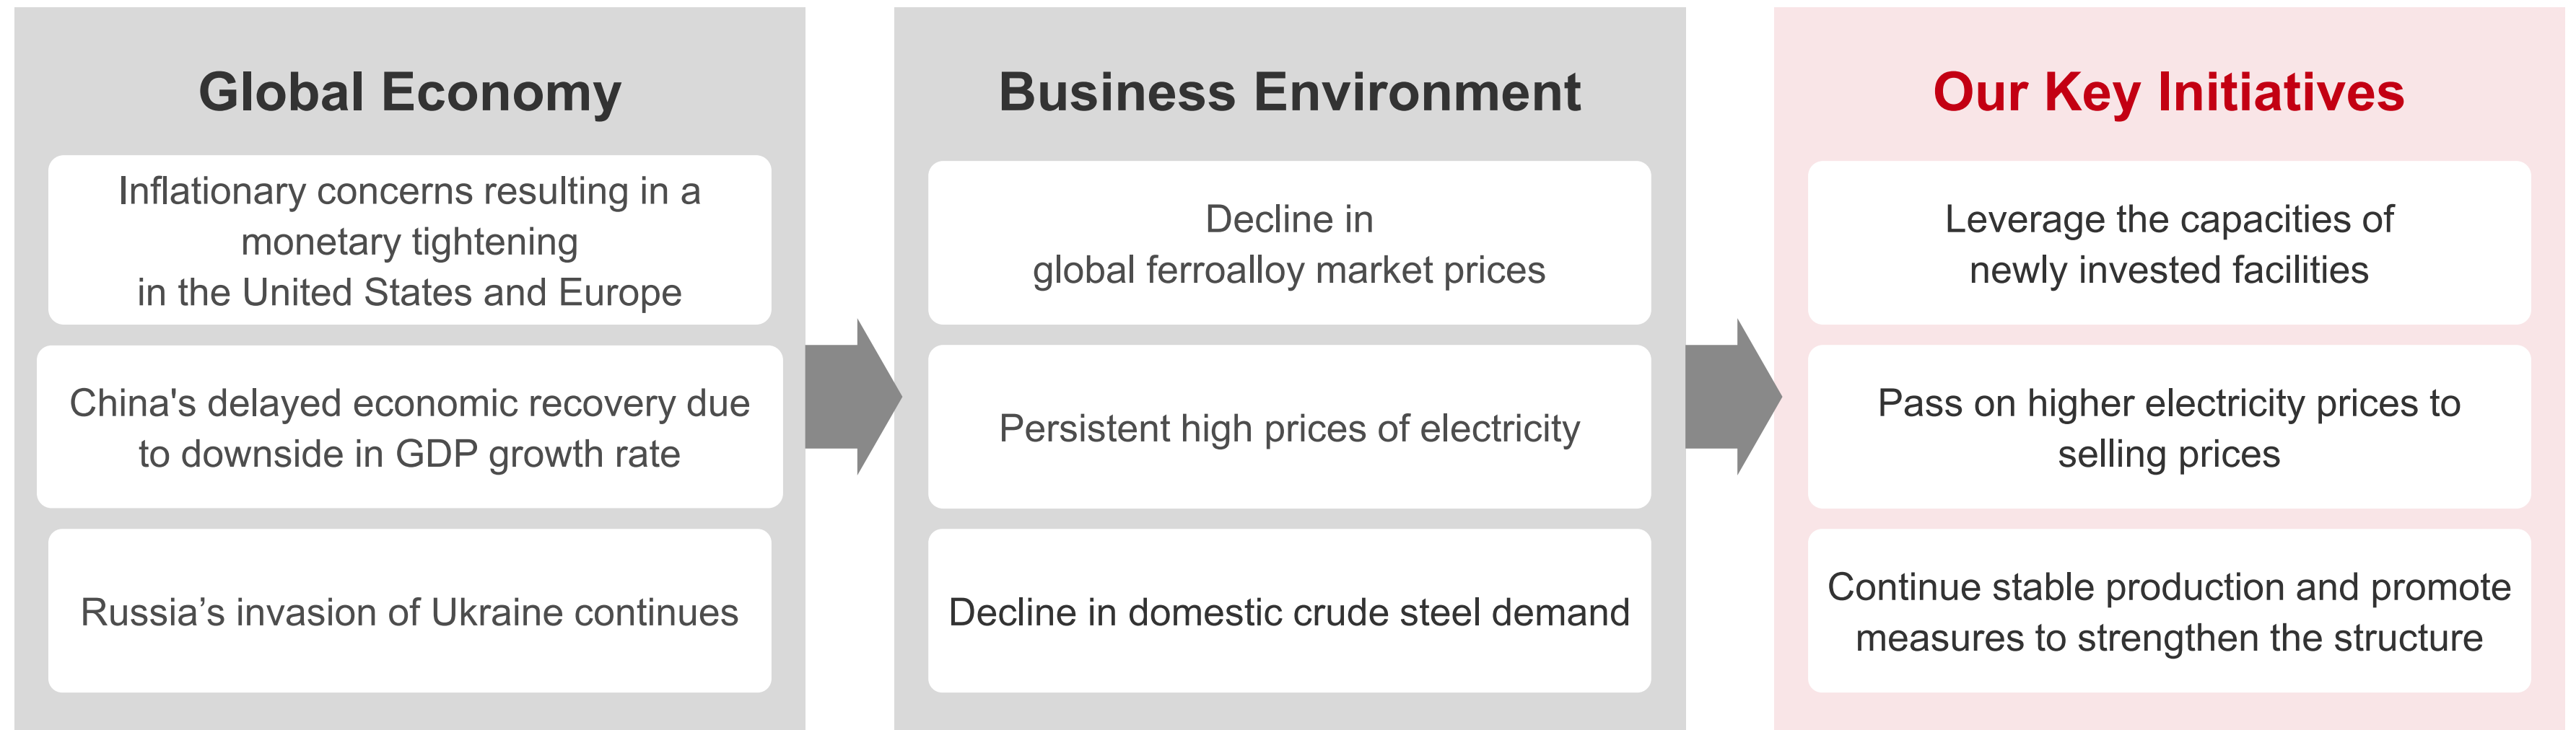 Global Economy
Inflationary concerns resulting in a
monetary tightening
in the United States and Europe
China's delayed economic recovery due
to downside in GDP growth rate
Russia’s invasion of Ukraine continues
Business Environment
Decline in
global ferroalloy market prices
Persistent high prices of electricity
Decline in domestic crude steel demand
Our Key Initiatives
Leverage the capacities of
newly invested facilities
Pass on higher electricity prices to
selling prices
Continue stable production and promote
measures to strengthen the structure